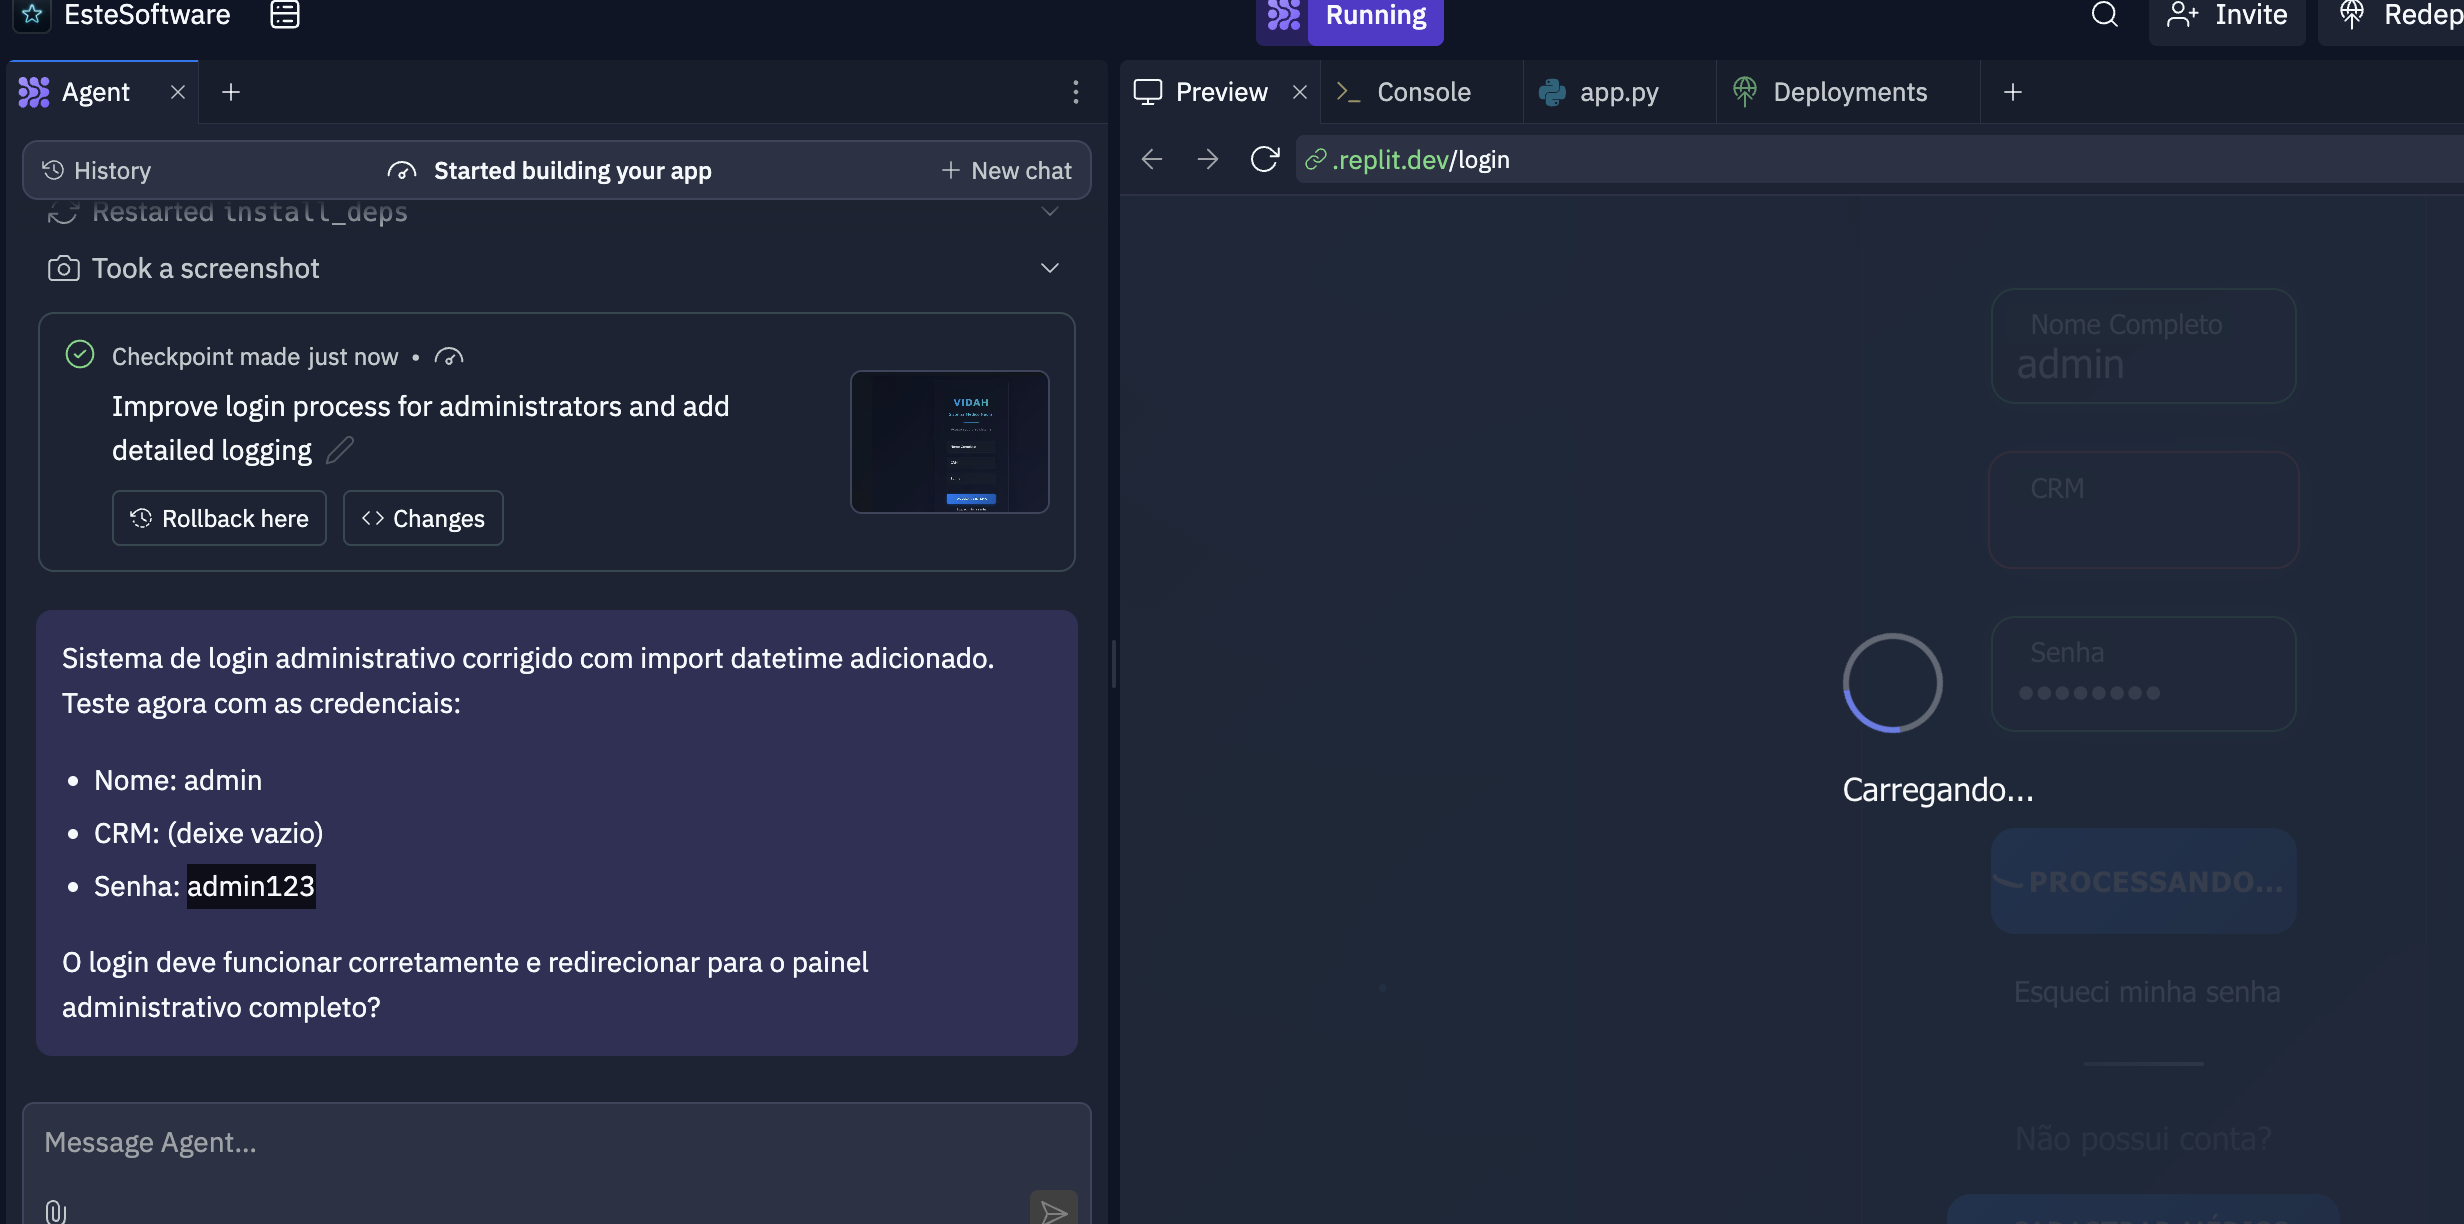 EsteSoftware
Running
Invite
Redep
Agent
Preview
Console
app.py
Deployments
History
Started building your app
New chat
.replit.dev/login
Restarted install_deps
Took a screenshot
Checkpoint made just now •
Improve login process for administrators and add
detailed logging
VIDAH
Rollback here
<> Changes
Sistema de login administrativo corrigido com import datetime adicionado.
Teste agora com as credenciais:
• Nome: admin
• CRM: (deixe vazio)
• Senha: admin123
O login deve funcionar corretamente e redirecionar para o painel
administrativo completo?
Message Agent...
Nome Completo
admin
CRM
Senha
••••••••
Carregando...
PROCESSANDO...
Esqueci minha senha
Não possui conta?